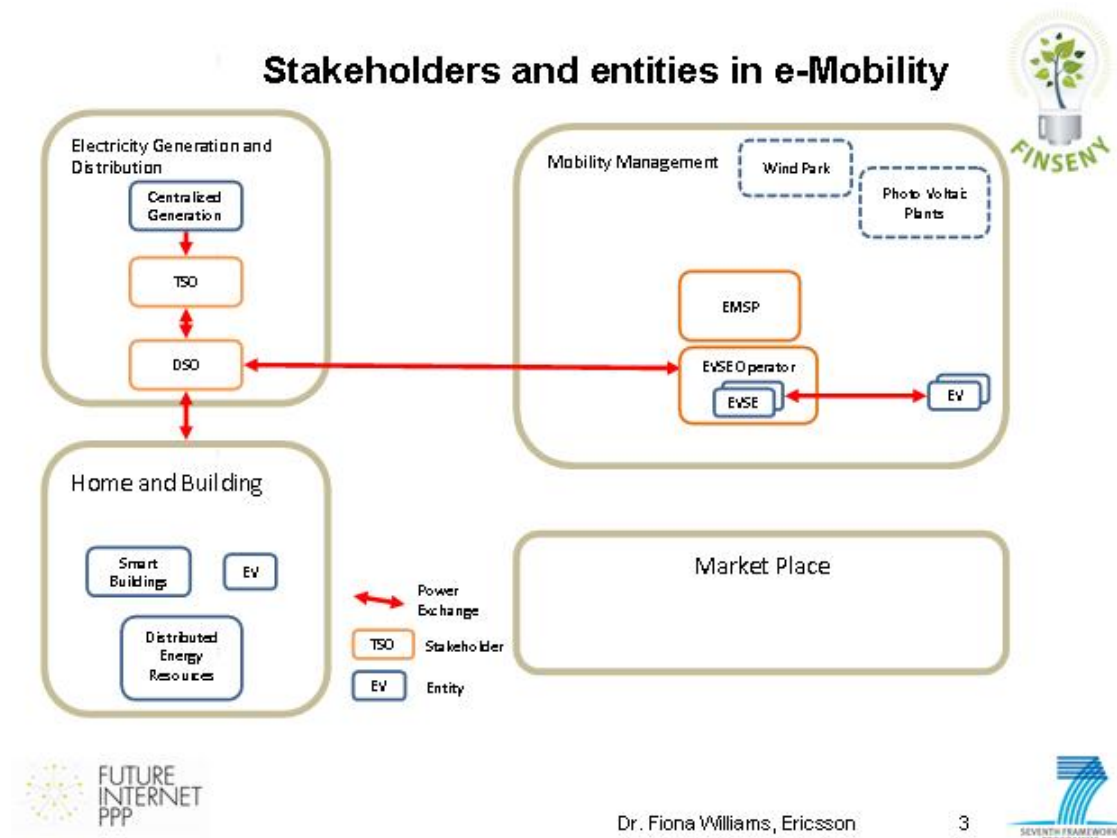 Stakeholders and entities in e-Mobility
FINSENY
Electricity Generation and
Distribution
Centralized
Generation
TSO
DSO
Mobility Management
Wind Park
Photo Voltaic
Plants
EMSP
EVSE Operator
EVSE
EV
Home and Building
Smart
Buildings
EV
Distributed
Energy
Resources
Power
Exchange
TSO
Stakeholder
EV
Entity
Market Place
FUTURE
INTERNET
PPP
Dr. Fiona Williams, Ericsson
3
SEVENTH FRAMEWORK